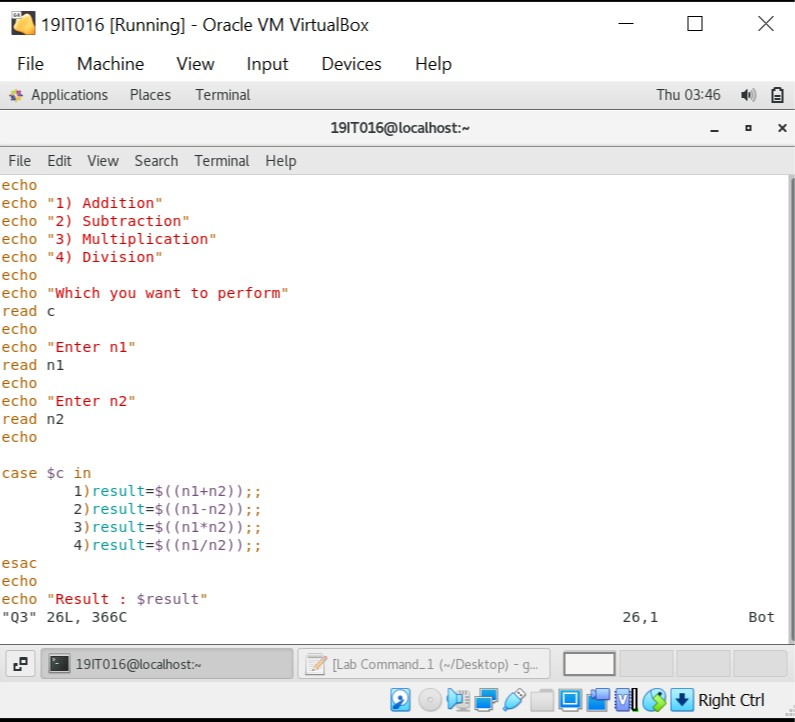 19IT016 [Running] - Oracle VM VirtualBox
File Machine View Input Devices Help
Applications Places Terminal Thu 03:46
19IT016@localhost:~
File Edit View Search Terminal Help
echo
echo "1) Addition"
echo "2) Subtraction"
echo "3) Multiplication"
echo "4) Division"
echo
echo "Which you want to perform"
read c
echo
echo "Enter n1"
read n1
echo
echo "Enter n2"
read n2
echo
case $c in
1)result=$((n1+n2));;
2)result=$((n1-n2));;
3)result=$((n1*n2));;
4)result=$((n1/n2));;
esac
echo
echo "Result : $result"
"Q3" 26L, 366C 26,1 Bot
19IT016@localhost:~ [Lab Command_1 (~/Desktop) - g...
Right Ctrl